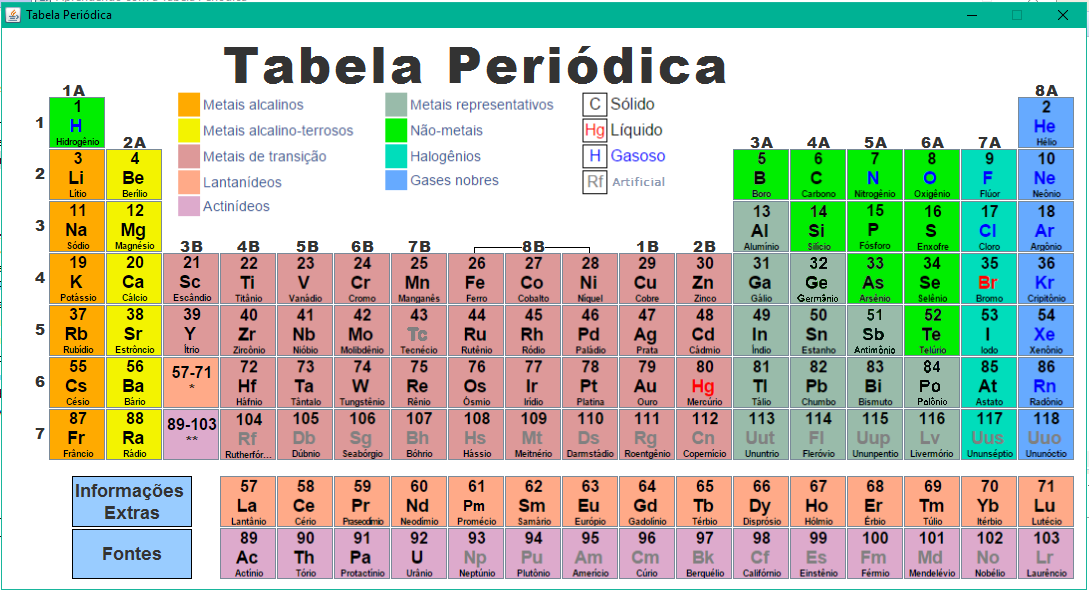 Tabela Periódica
Tabela Periódica
1A 8A
Metais alcalinos Metais representativos C Sólido
Metais alcalino-terrosos Não-metais Hg Líquido
Metais de transição Halogênios H Gasoso
Lantanídeos Gases nobres Rf Artificial
Actinídeos
1 1 2
H He
Hidrogênio Hélio
2A 3A 4A 5A 6A 7A
2 3 4 5 6 7 8 9 10
Li Be B C N O F Ne
Lítio Berílio Boro Carbono Nitrogênio Oxigênio Flúor Neônio
3 11 12 13 14 15 16 17 18
Na Mg Al Si P S Cl Ar
Sódio Magnésio Alumínio Silício Fósforo Enxofre Cloro Argônio
3B 4B 5B 6B 7B 8B 1B 2B
4 19 20 21 22 23 24 25 26 27 28 29 30 31 32 33 34 35 36
K Ca Sc Ti V Cr Mn Fe Co Ni Cu Zn Ga Ge As Se Br Kr
Potássio Cálcio Escândio Titânio Vanádio Cromo Manganês Ferro Cobalto Níquel Cobre Zinco Gálio Germânio Arsênio Selênio Bromo Criptônio
5 37 38 39 40 41 42 43 44 45 46 47 48 49 50 51 52 53 54
Rb Sr Y Zr Nb Mo Tc Ru Rh Pd Ag Cd In Sn Sb Te I Xe
Rubídio Estrôncio Ítrio Zircônio Nióbio Molibdênio Tecnécio Rutênio Ródio Paládio Prata Cádmio Índio Estanho Antimônio Telúrio Iodo Xenônio
6 55 56 57-71 72 73 74 75 76 77 78 79 80 81 82 83 84 85 86
Cs Ba * Hf Ta W Re Os Ir Pt Au Hg Tl Pb Bi Po At Rn
Césio Bário Háfnio Tântalo Tungstênio Rênio Ósmio Irídio Platina Ouro Mercúrio Tálio Chumbo Bismuto Polônio Astato Radônio
7 87 88 89-103 104 105 106 107 108 109 110 111 112 113 114 115 116 117 118
Fr Ra ** Rf Db Sg Bh Hs Mt Ds Rg Cn Uut Fl Uup Lv Uus Uuo
Frâncio Rádio Rutherfór... Dúbnio Seabórgio Bóhrio Hássio Meitnério Darmstádio Roentgênio Copernício Ununtrio Fleróvio Ununpentio Livermório Ununséptio Ununóctio
Informações
Extras
57 58 59 60 61 62 63 64 65 66 67 68 69 70 71
La Ce Pr Nd Pm Sm Eu Gd Tb Dy Ho Er Tm Yb Lu
Lantânio Cério Praseodímio Neodímio Promécio Samário Európio Gadolínio Térbio Disprósio Hólmio Érbio Túlio Itérbio Lutécio
Fontes
89 90 91 92 93 94 95 96 97 98 99 100 101 102 103
Ac Th Pa U Np Pu Am Cm Bk Cf Es Fm Md No Lr
Actínio Tório Protactínio Urânio Neptúnio Plutônio Amerício Cúrio Berquélio Califórnio Einstênio Férmio Mendelévio Nobélio Laurêncio